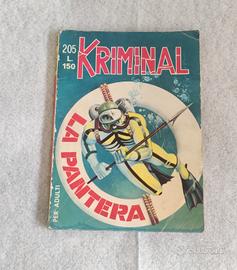 205
L.
150
KRIMINAL
LA PANTERA
PER ADULTI